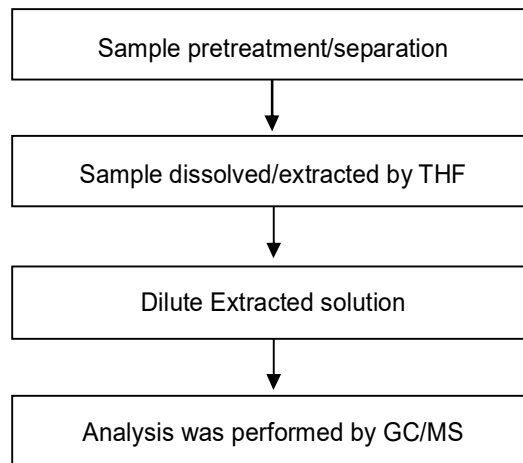 Sample pretreatment/separation
Sample dissolved/extracted by THF
Dilute Extracted solution
Analysis was performed by GC/MS